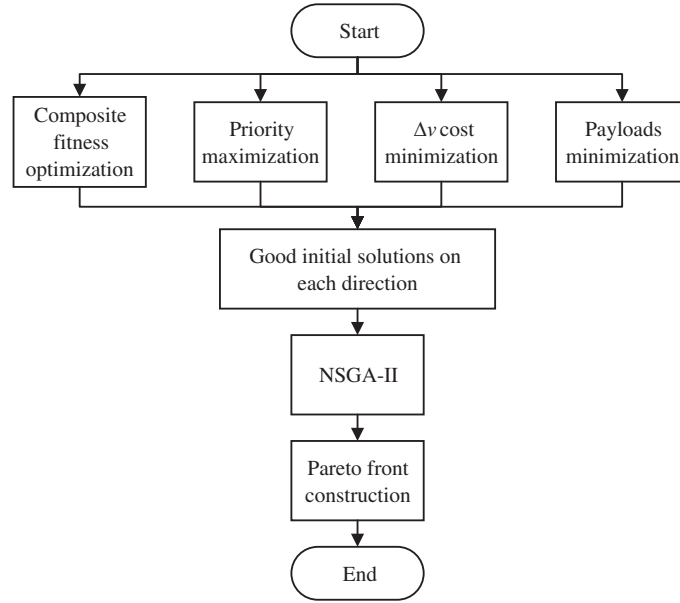 Start
Composite
fitness
optimization
Priority
maximization
Δv cost
minimization
Payloads
minimization
Good initial solutions on
each direction
NSGA-II
Pareto front
construction
End